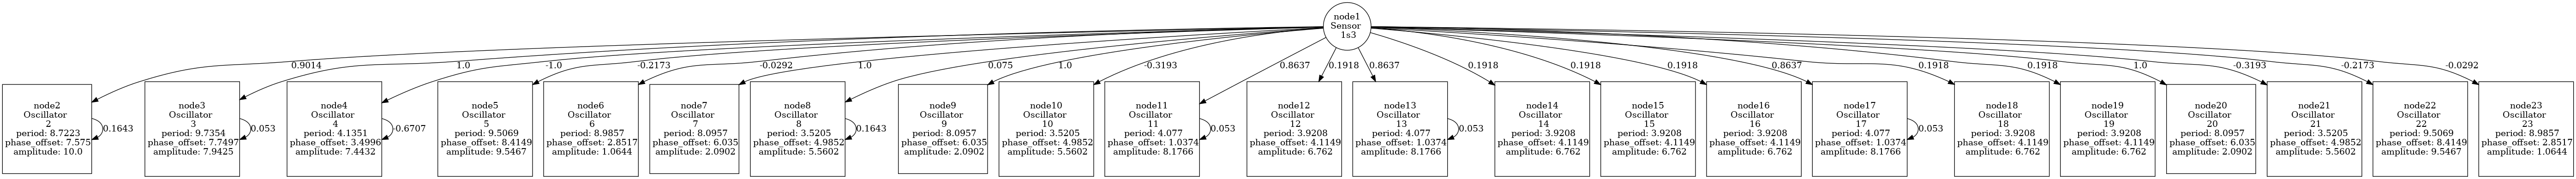 node1
Sensor
1s3
0.9014
1.0
-1.0
-0.2173
-0.0292
1.0
0.075
1.0
-0.3193
0.8637
0.1918
0.8637
0.1918
0.1918
0.1918
0.8637
0.1918
0.1918
1.0
-0.3193
-0.2173
-0.0292
node2
Oscillator
2
period: 8.7223
phase_offset: 7.575
amplitude: 10.0
0.1643
node3
Oscillator
3
period: 9.7354
phase_offset: 7.7497
amplitude: 7.9425
0.053
node4
Oscillator
4
period: 4.1351
phase_offset: 3.4996
amplitude: 7.4432
-0.6707
node5
Oscillator
5
period: 9.5069
phase_offset: 8.4149
amplitude: 9.5467
node6
Oscillator
6
period: 8.9857
phase_offset: 2.8517
amplitude: 1.0644
node7
Oscillator
7
period: 8.0957
phase_offset: 6.035
amplitude: 2.0902
node8
Oscillator
8
period: 3.5205
phase_offset: 4.9852
amplitude: 5.5602
0.1643
node9
Oscillator
9
period: 8.0957
phase_offset: 6.035
amplitude: 2.0902
node10
Oscillator
10
period: 3.5205
phase_offset: 4.9852
amplitude: 5.5602
node11
Oscillator
11
period: 4.077
phase_offset: 1.0374
amplitude: 8.1766
0.053
node12
Oscillator
12
period: 3.9208
phase_offset: 4.1149
amplitude: 6.762
node13
Oscillator
13
period: 4.077
phase_offset: 1.0374
amplitude: 8.1766
0.053
node14
Oscillator
14
period: 3.9208
phase_offset: 4.1149
amplitude: 6.762
node15
Oscillator
15
period: 3.9208
phase_offset: 4.1149
amplitude: 6.762
node16
Oscillator
16
period: 3.9208
phase_offset: 4.1149
amplitude: 6.762
node17
Oscillator
17
period: 4.077
phase_offset: 1.0374
amplitude: 8.1766
0.053
node18
Oscillator
18
period: 3.9208
phase_offset: 4.1149
amplitude: 6.762
node19
Oscillator
19
period: 3.9208
phase_offset: 4.1149
amplitude: 6.762
node20
Oscillator
20
period: 8.0957
phase_offset: 6.035
amplitude: 2.0902
node21
Oscillator
21
period: 3.5205
phase_offset: 4.9852
amplitude: 5.5602
node22
Oscillator
22
period: 9.5069
phase_offset: 8.4149
amplitude: 9.5467
node23
Oscillator
23
period: 8.9857
phase_offset: 2.8517
amplitude: 1.0644